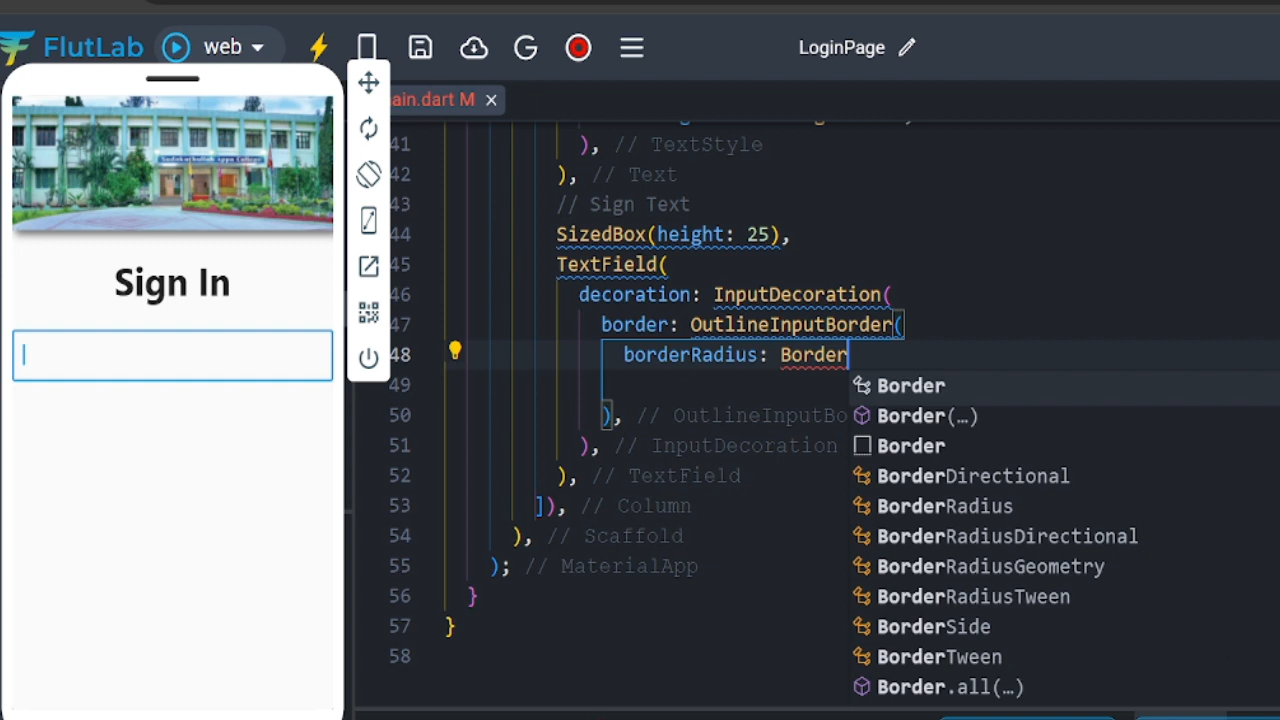 FlutLab
web
LoginPage
ain.dart M
41 ), // TextStyle
42 ), // Text
43 // Sign Text
44 SizedBox(height: 25),
45 TextField(
46 decoration: InputDecoration(
47 border: OutlineInputBorder(
48 borderRadius: Border
49
50 ), // OutlineInputBo
51 ), // InputDecoration
52 ), // TextField
53 ]), // Column
54 ), // Scaffold
55 ); // MaterialApp
56 }
57 }
58
Border
Border(…)
Border
BorderDirectional
BorderRadius
BorderRadiusDirectional
BorderRadiusGeometry
BorderRadiusTween
BorderSide
BorderTween
Border.all(…)
Sadakathullah Appa College
Sign In